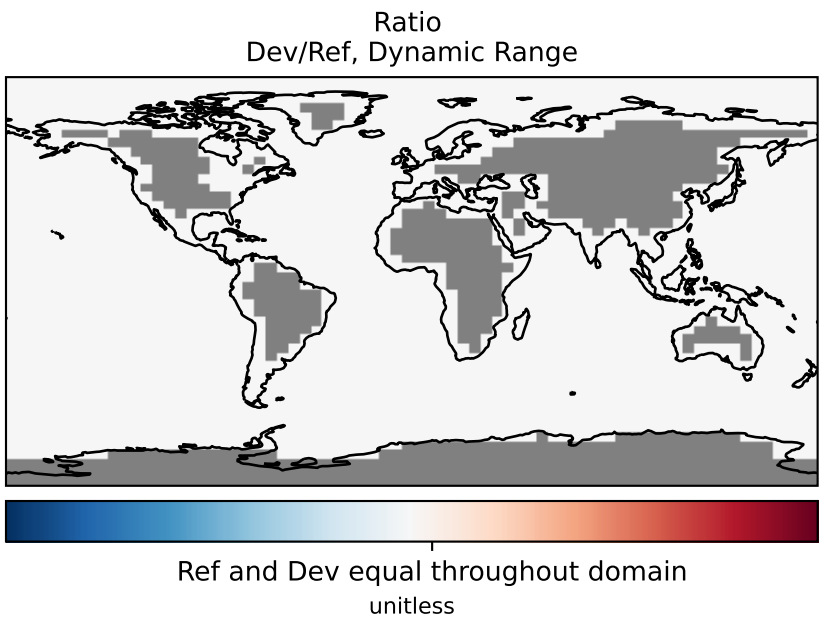 Ratio
Dev/Ref, Dynamic Range
Ref and Dev equal throughout domain
unitless